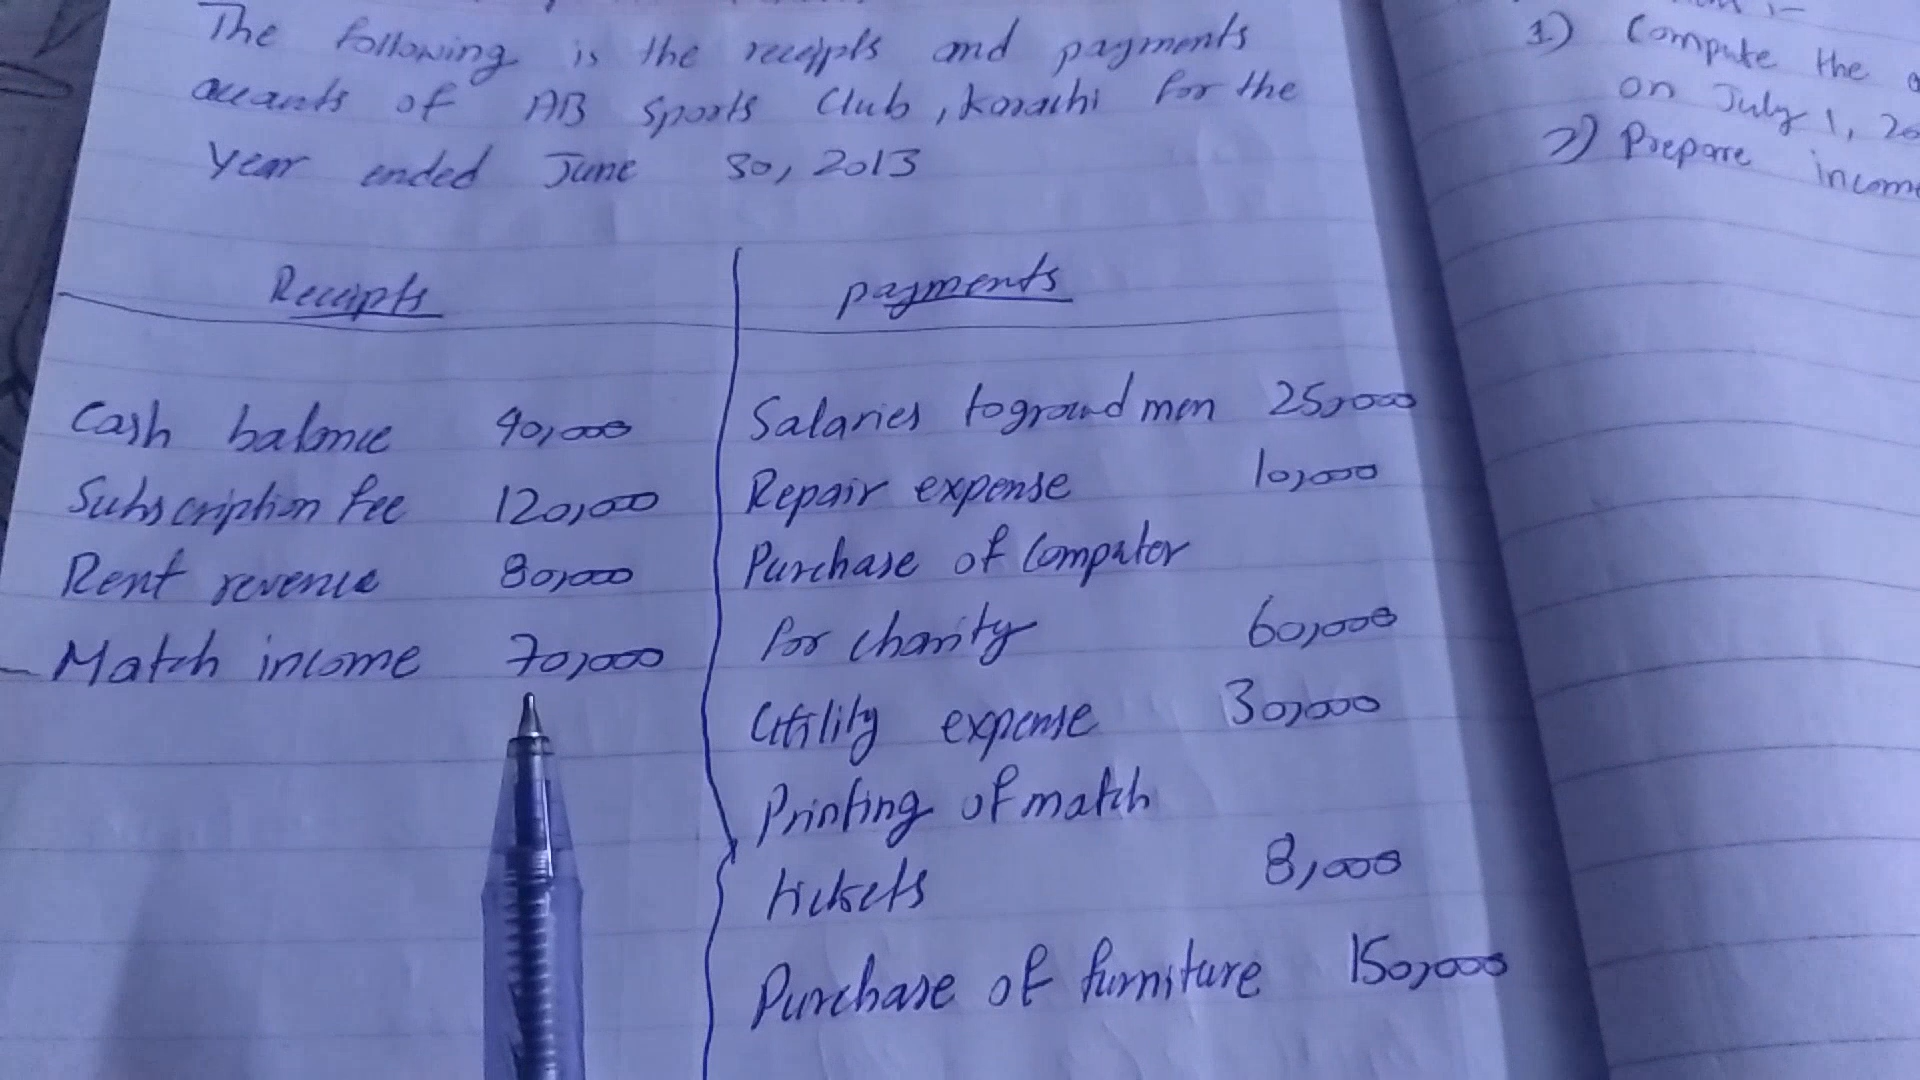 The following is the receipts and payments
accounts of AB Sports Club, Karachi for the
Year ended June 30, 2013
Receipts
Cash balance 40,000
Subscription fee 120,000
Rent revenue 80,000
Match income 70,000
payments
Salaries to ground men 25,000
Repair expense 10,000
Purchase of Computer
for charity 60,000
Utility expense 30,000
Printing of match
tickets 8,000
Purchase of furniture 150,000
1) Compute the
on July 1, 20
2) Prepare income